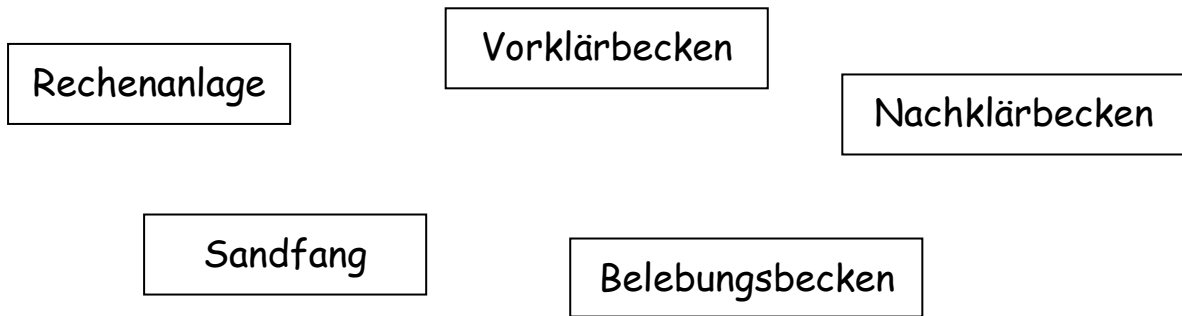 Vorklärbecken
Rechenanlage
Nachklärbecken
Sandfang
Belebungsbecken